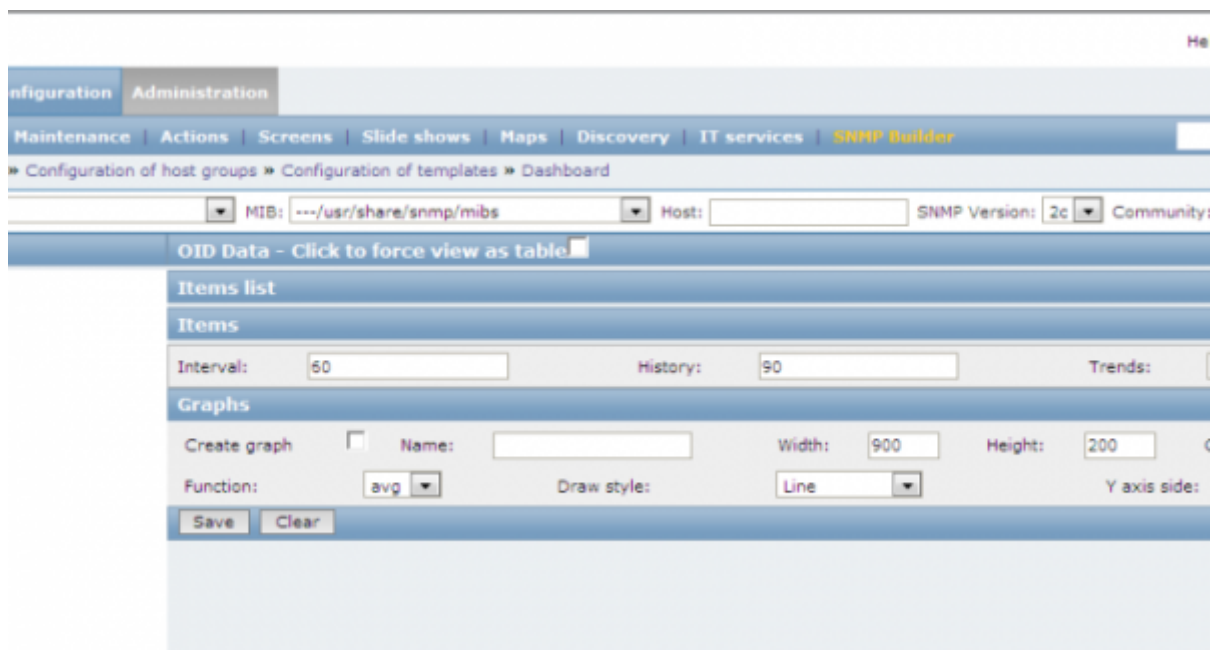 He
nfiguration Administration
Maintenance | Actions | Screens | Slide shows | Maps | Discovery | IT services | SNMP Builder
» Configuration of host groups » Configuration of templates » Dashboard
MIB: ---/usr/share/snmp/mibs Host: SNMP Version: 2c Community:
OID Data - Click to force view as table
Items list
Items
Interval: 60 History: 90 Trends:
Graphs
Create graph Name: Width: 900 Height: 200
Function: avg Draw style: Line Y axis side:
Save Clear